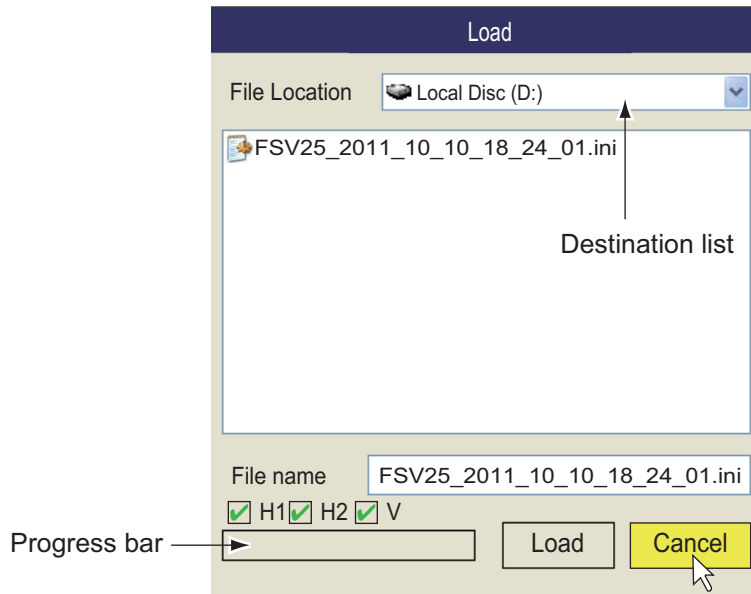 Load
File Location Local Disc (D:)
FSV25_2011_10_10_18_24_01.ini
Destination list
File name FSV25_2011_10_10_18_24_01.ini
H1 H2 V
Progress bar Load Cancel